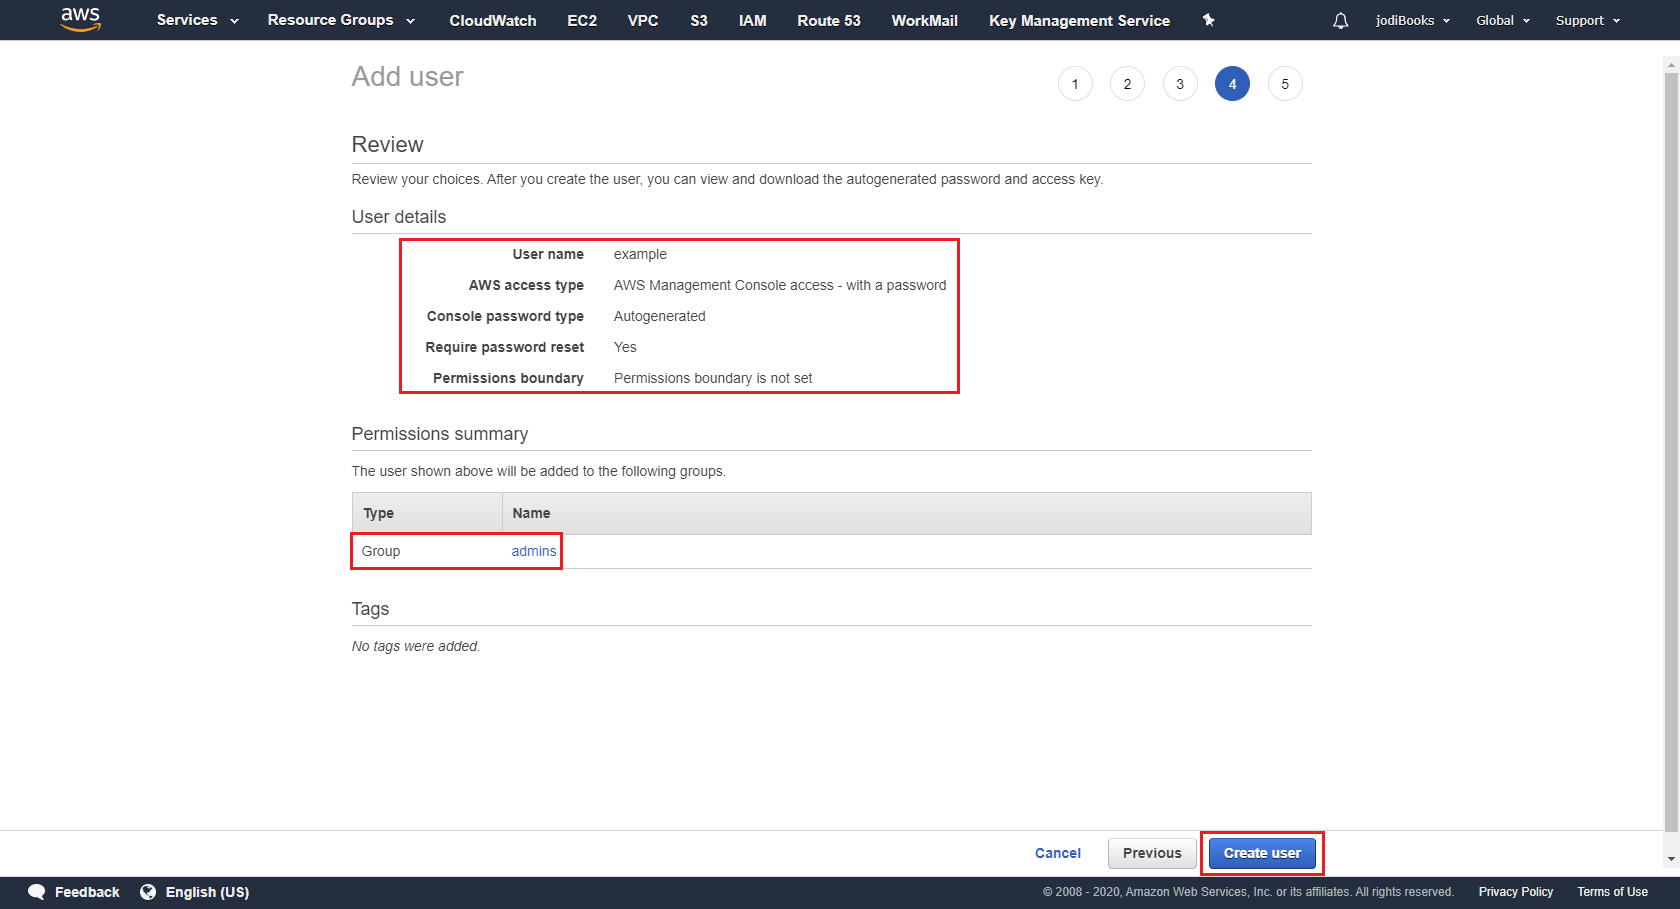 aws Services Resource Groups CloudWatch EC2 VPC S3 IAM Route 53 WorkMail Key Management Service jodiBooks Global Support
Add user
1 2 3 4 5
Review
Review your choices. After you create the user, you can view and download the autogenerated password and access key.
User details
User name example
AWS access type AWS Management Console access - with a password
Console password type Autogenerated
Require password reset Yes
Permissions boundary Permissions boundary is not set
Permissions summary
The user shown above will be added to the following groups.
Type Name
Group admins
Tags
No tags were added.
Cancel Previous Create user
Feedback English (US) © 2008 - 2020, Amazon Web Services, Inc. or its affiliates. All rights reserved. Privacy Policy Terms of Use